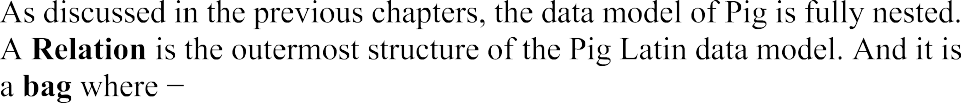 As discussed in the previous chapters, the data model of Pig is fully nested.
A Relation is the outermost structure of the Pig Latin data model. And it is
a bag where −